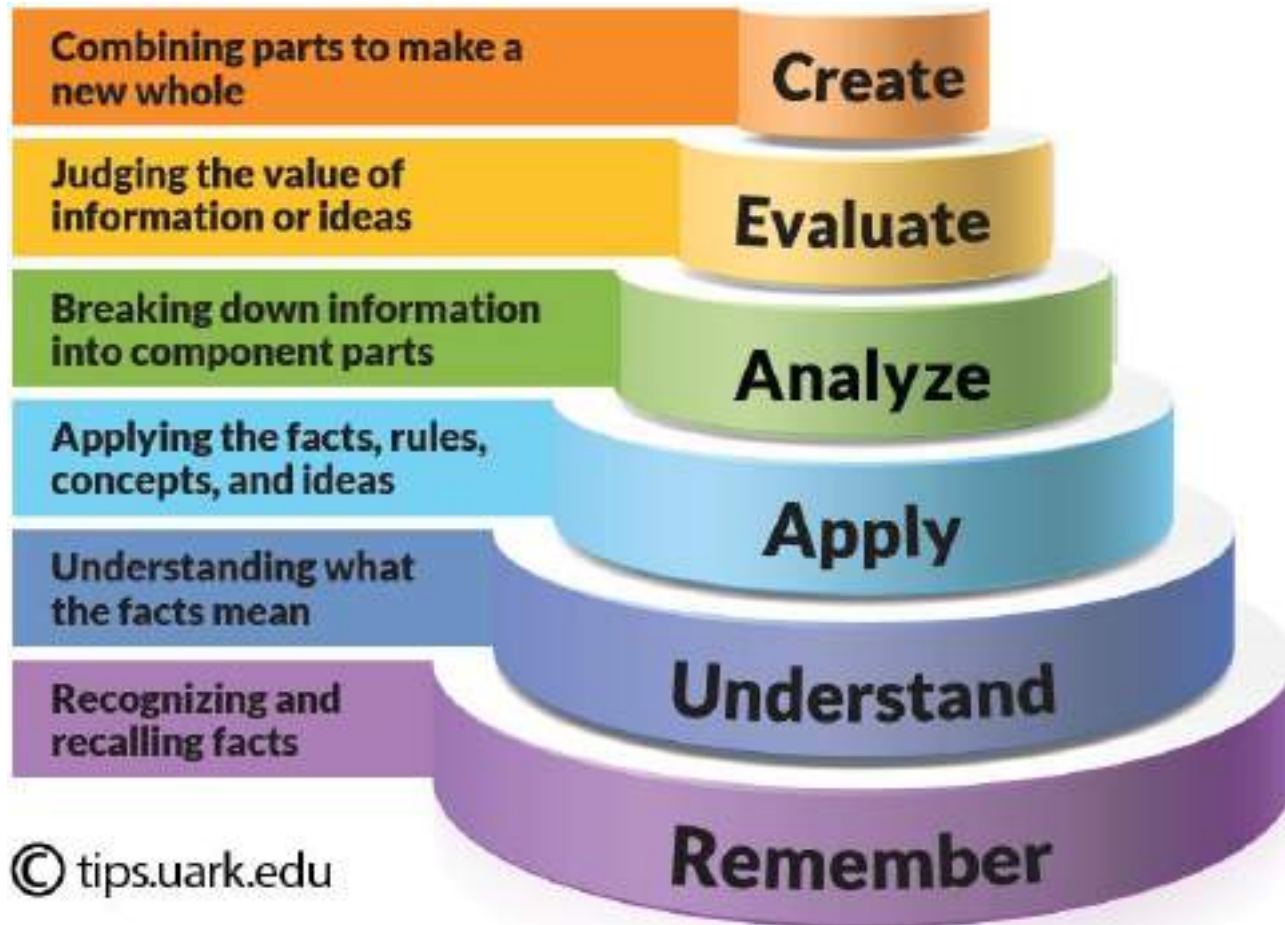 Combining parts to make a
new whole
Create
Judging the value of
information or ideas
Evaluate
Breaking down information
into component parts
Analyze
Applying the facts, rules,
concepts, and ideas
Apply
Understanding what
the facts mean
Understand
Recognizing and
recalling facts
Remember
© tips.uark.edu